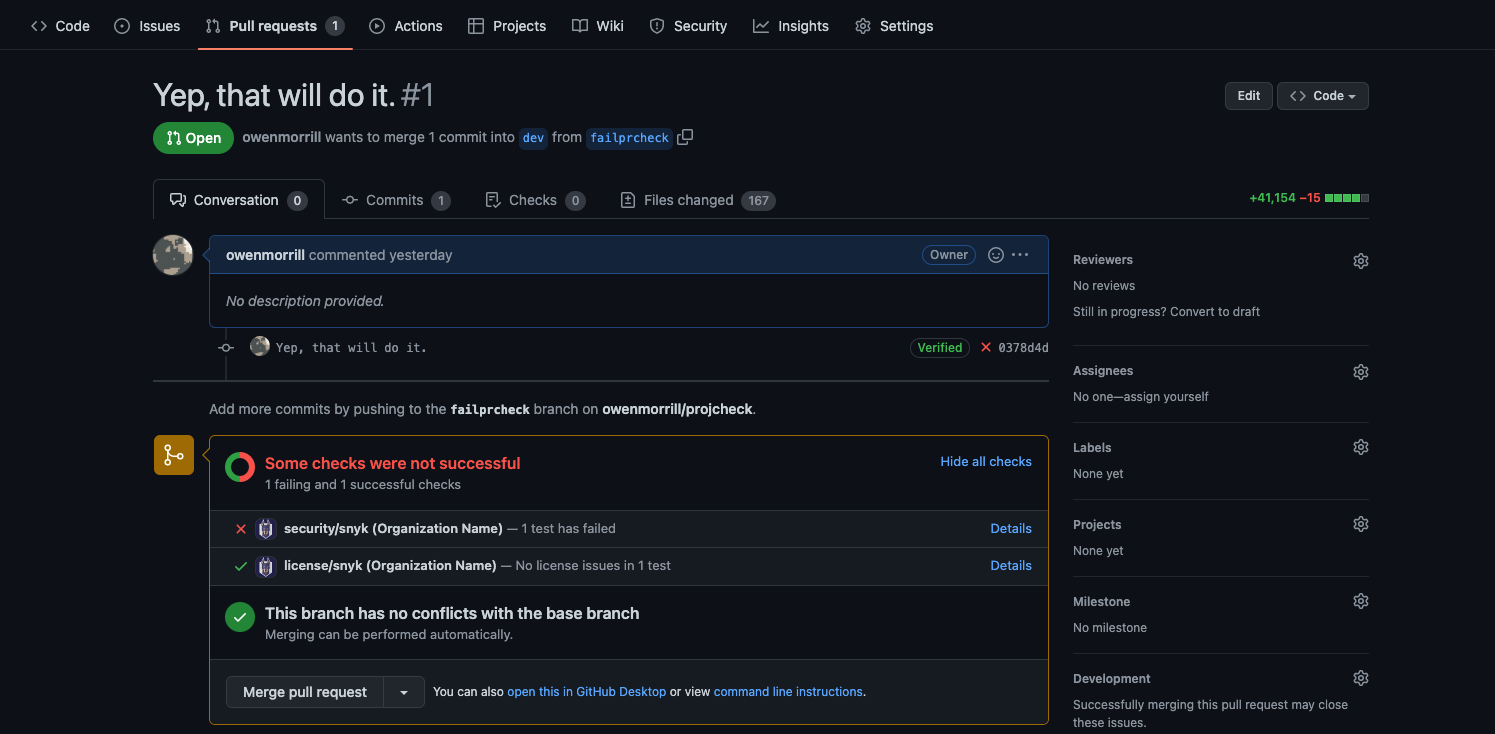 Code Issues Pull requests 1 Actions Projects Wiki Security Insights Settings
Yep, that will do it. #1
Edit Code
Open owenmorrill wants to merge 1 commit into dev from failprcheck
Conversation 0 Commits 1 Checks 0 Files changed 167
+41,154 −15
owenmorrill commented yesterday Owner
No description provided.
Yep, that will do it. Verified 0378d4d
Add more commits by pushing to the failprcheck branch on owenmorrill/projcheck.
Some checks were not successful Hide all checks
1 failing and 1 successful checks
security/snyk (Organization Name) — 1 test has failed Details
license/snyk (Organization Name) — No license issues in 1 test Details
This branch has no conflicts with the base branch
Merging can be performed automatically.
Merge pull request You can also open this in GitHub Desktop or view command line instructions.
Reviewers
No reviews
Still in progress? Convert to draft
Assignees
No one—assign yourself
Labels
None yet
Projects
None yet
Milestone
No milestone
Development
Successfully merging this pull request may close
these issues.